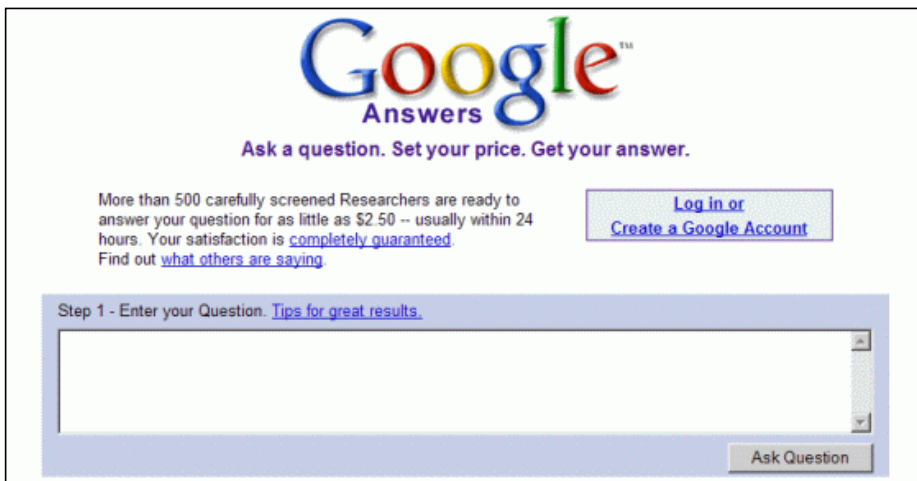 Google™
Answers
Ask a question. Set your price. Get your answer.
More than 500 carefully screened Researchers are ready to
answer your question for as little as $2.50 -- usually within 24
hours. Your satisfaction is completely guaranteed.
Find out what others are saying.
Log in or
Create a Google Account
Step 1 - Enter your Question. Tips for great results.
Ask Question